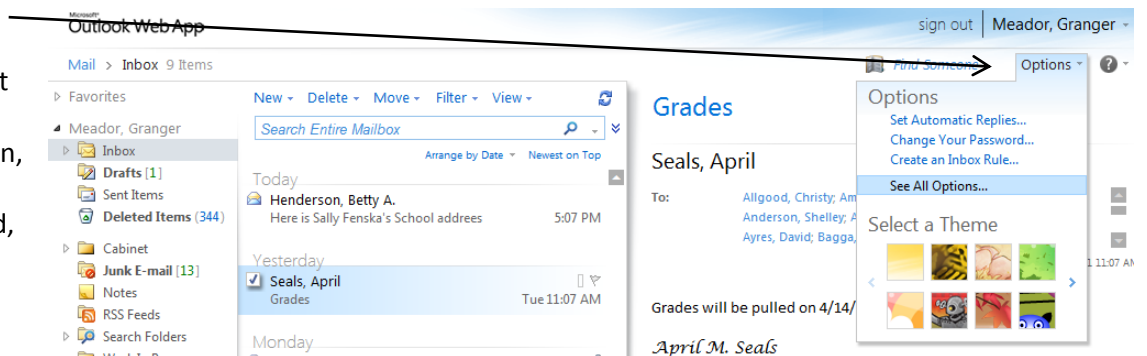 Microsoft®
Outlook Web App
sign out | Meador, Granger
Mail > Inbox 9 Items
Find Someone
Options
t
n,
d,
Favorites
Meador, Granger
Inbox
Drafts [1]
Sent Items
Deleted Items (344)
Cabinet
Junk E-mail [13]
Notes
RSS Feeds
Search Folders
New Delete Move Filter View
Search Entire Mailbox
Arrange by Date Newest on Top
Today
Henderson, Betty A.
Here is Sally Fenska's School addrees 5:07 PM
Yesterday
Seals, April
Grades Tue 11:07 AM
Monday
Grades
Seals, April
To: Allgood, Christy; Am
Anderson, Shelley; A
Ayres, David; Bagga,
1 11:07 AM
Grades will be pulled on 4/14/
April M. Seals
Options
Set Automatic Replies...
Change Your Password...
Create an Inbox Rule...
See All Options...
Select a Theme